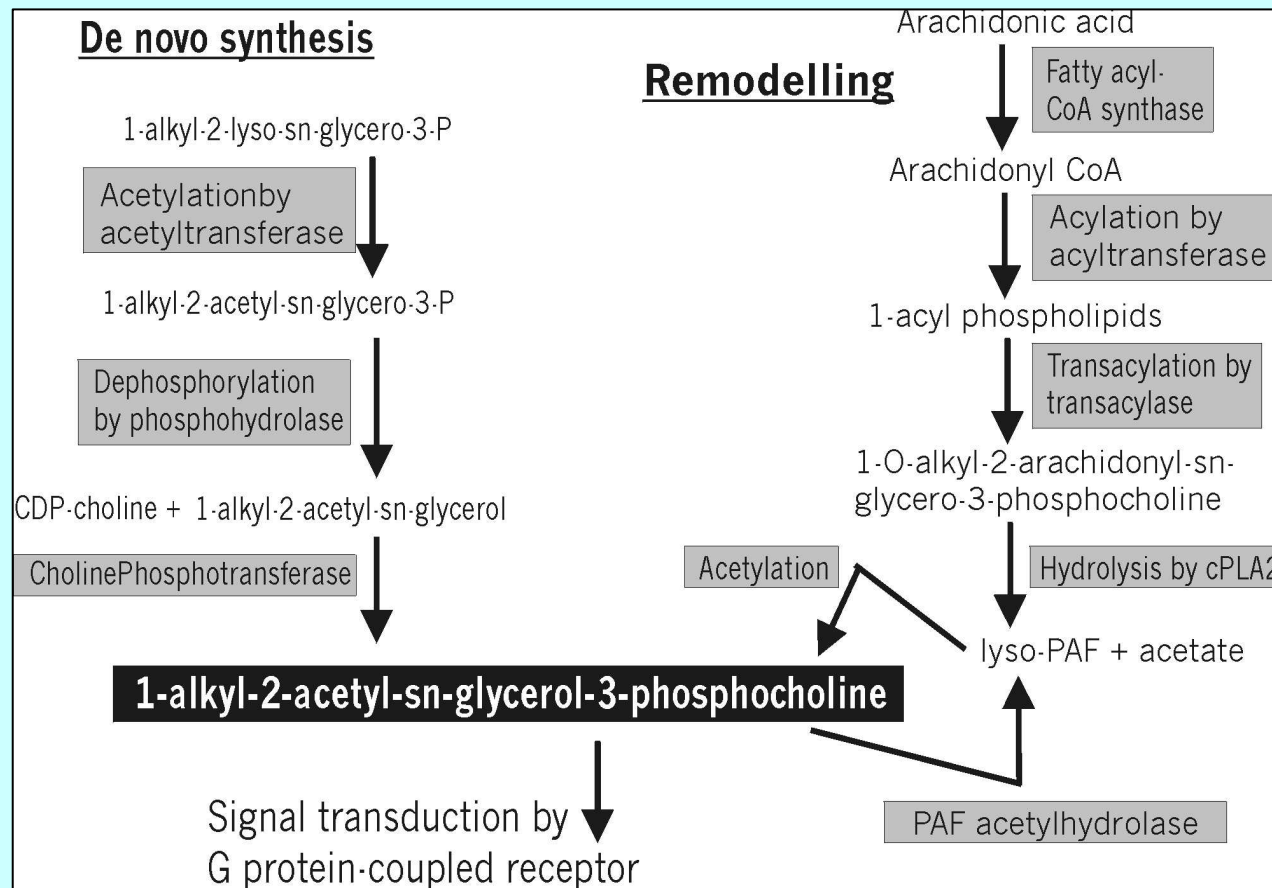 De novo synthesis
1-alkyl-2-lyso-sn-glycero-3-P
Acetylationby
acetyltransferase
1-alkyl-2-acetyl-sn-glycero-3-P
Dephosphorylation
by phosphohydrolase
CDP-choline + 1-alkyl-2-acetyl-sn-glycerol
CholinePhosphotransferase
Remodelling
Arachidonic acid
Fatty acyl-
CoA synthase
Arachidonyl CoA
Acylation by
acyltransferase
1-acyl phospholipids
Transacylation by
transacylase
1-O-alkyl-2-arachidonyl-sn-
glycero-3-phosphocholine
Hydrolysis by cPLA2
Acetylation
lyso-PAF + acetate
1-alkyl-2-acetyl-sn-glycerol-3-phosphocholine
PAF acetylhydrolase
Signal transduction by
G protein-coupled receptor